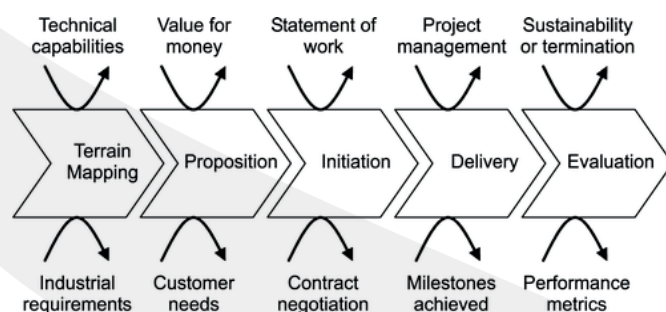 Technical
capabilities
Value for
money
Statement of
work
Project
management
Sustainability
or termination
Terrain
Mapping
Proposition
Initiation
Delivery
Evaluation
Industrial
requirements
Customer
needs
Contract
negotiation
Milestones
achieved
Performance
metrics